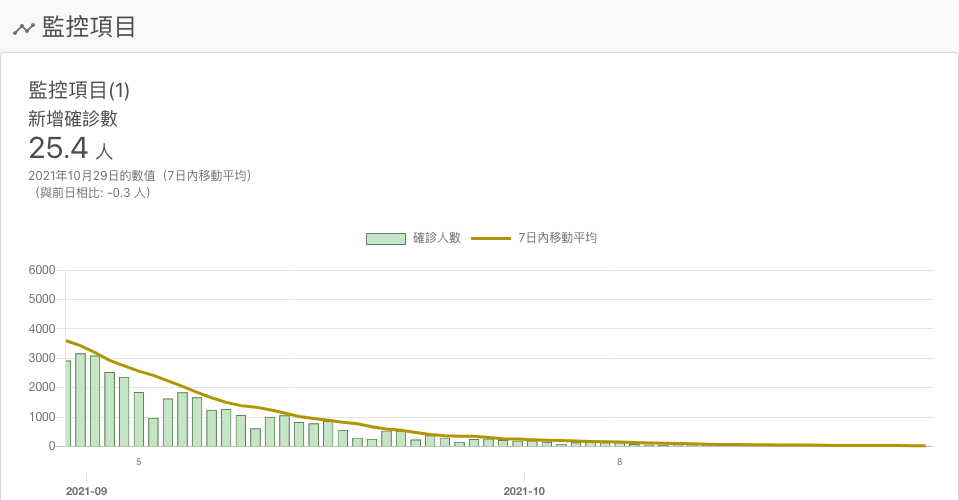 監控項目
監控項目(1)
新增確診數
25.4 人
2021年10月29日的數值（7日內移動平均）
（與前日相比: -0.3 人）
確診人數 7日內移動平均
6000
5000
4000
3000
2000
1000
0
5 8
2021-09 2021-10